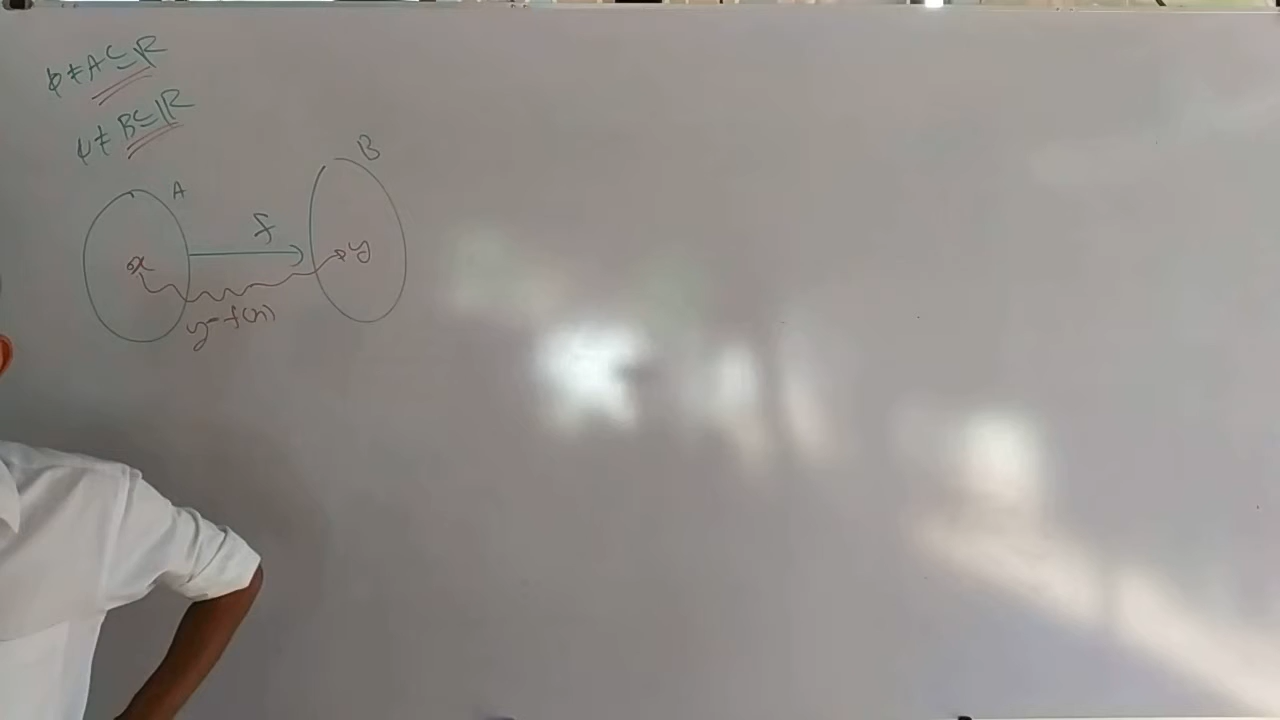 ϕ ≠ A ⊆ ℝ
ϕ ≠ B ⊆ ℝ
A
B
f
x
y
y = f(x)